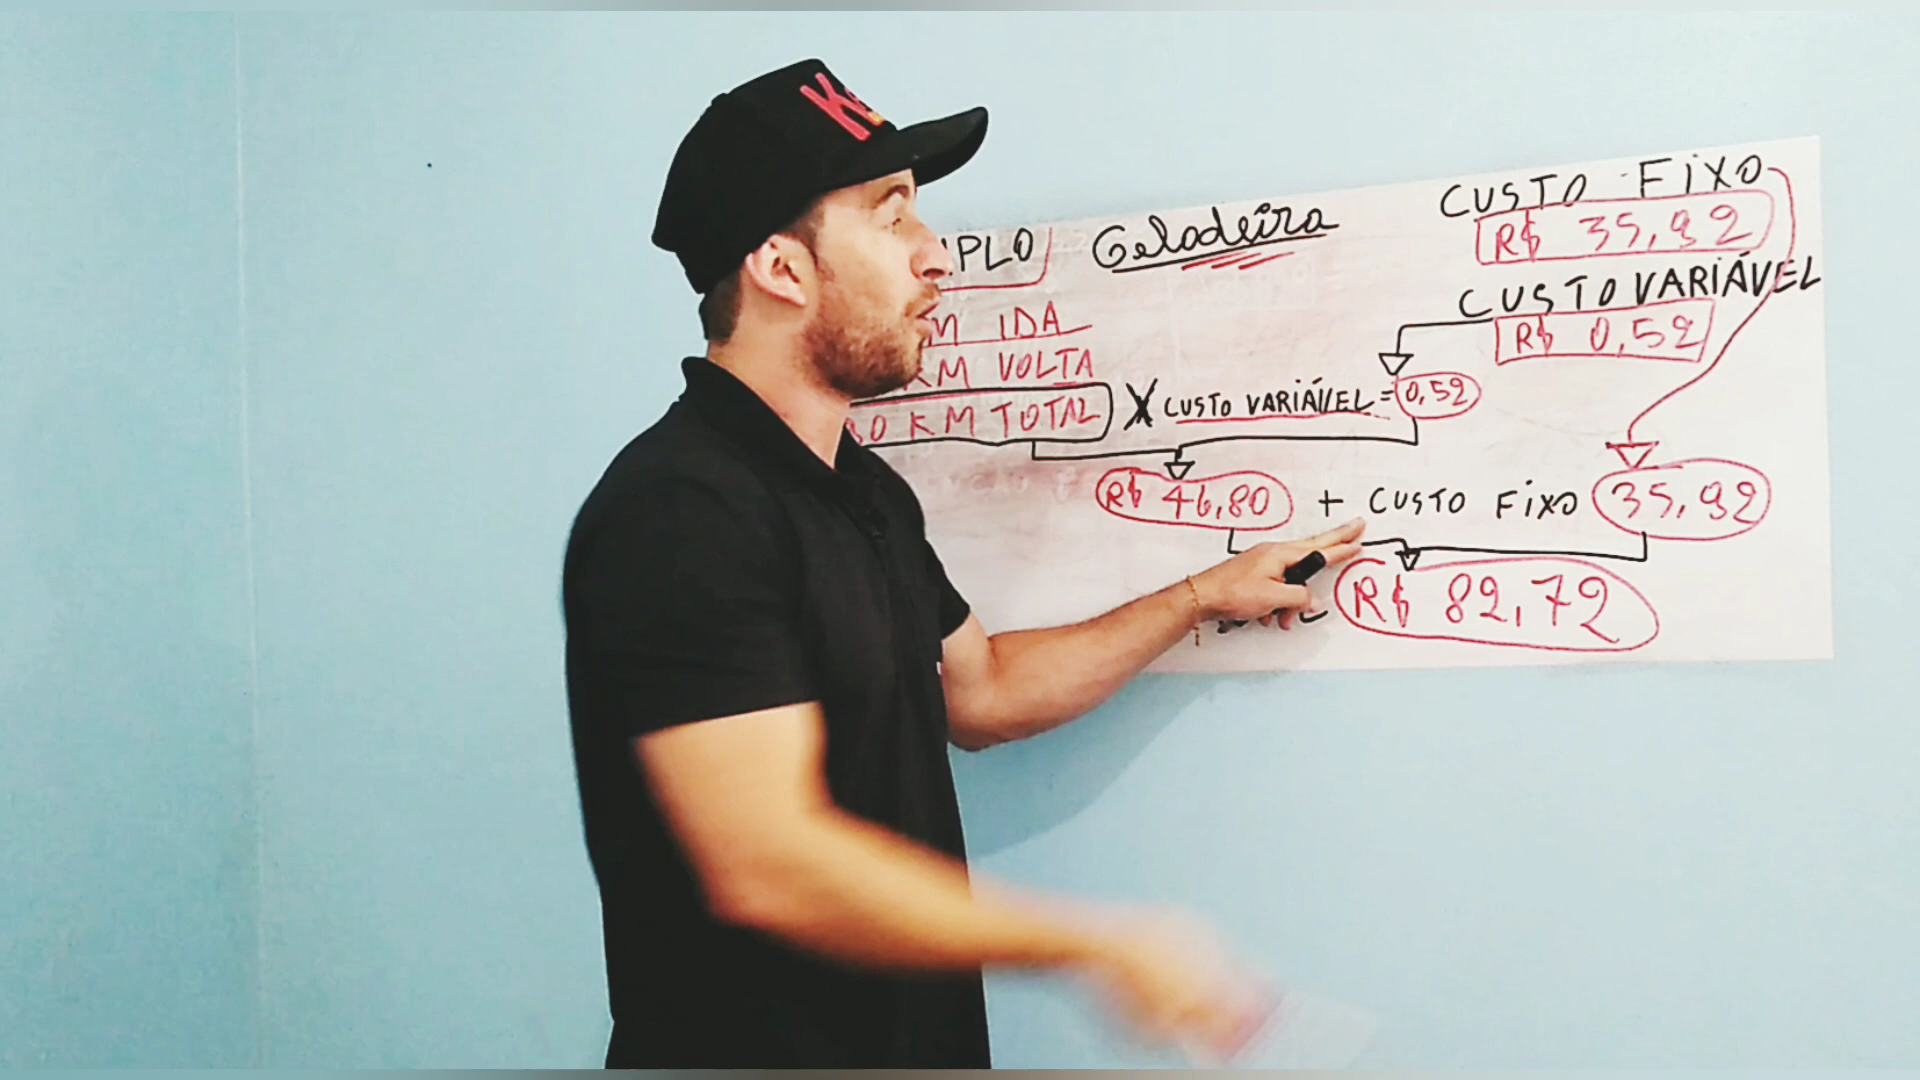 PLO Geladeira
CUSTO FIXO
R$ 35,92
CUSTO VARIÁVEL
R$ 0,52
M IDA
KM VOLTA
KM TOTAL X CUSTO VARIÁVEL = 0,52
R$ 46,80 + CUSTO FIXO 35,92
R$ 82,72